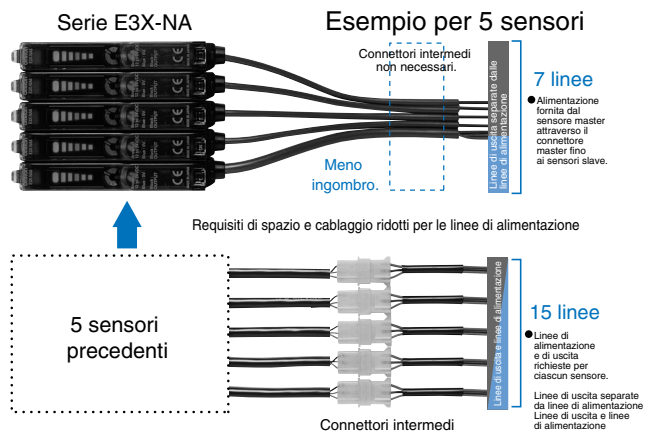 Serie E3X-NA
Esempio per 5 sensori
Connettori intermedi
non necessari.
Linee di uscita separate dalle
linee di alimentazione
7 linee
●Alimentazione
fornita dal
sensore master
attraverso il
connettore
master fino
ai sensori slave.
Meno
ingombro.
Requisiti di spazio e cablaggio ridotti per le linee di alimentazione
5 sensori
precedenti
Linee di uscita e linee di alimentazione
15 linee
●Linee di
alimentazione
e di uscita
richieste per
ciascun sensore.
Linee di uscita separate
da linee di alimentazione
Linee di uscita e linee
di alimentazione
Connettori intermedi